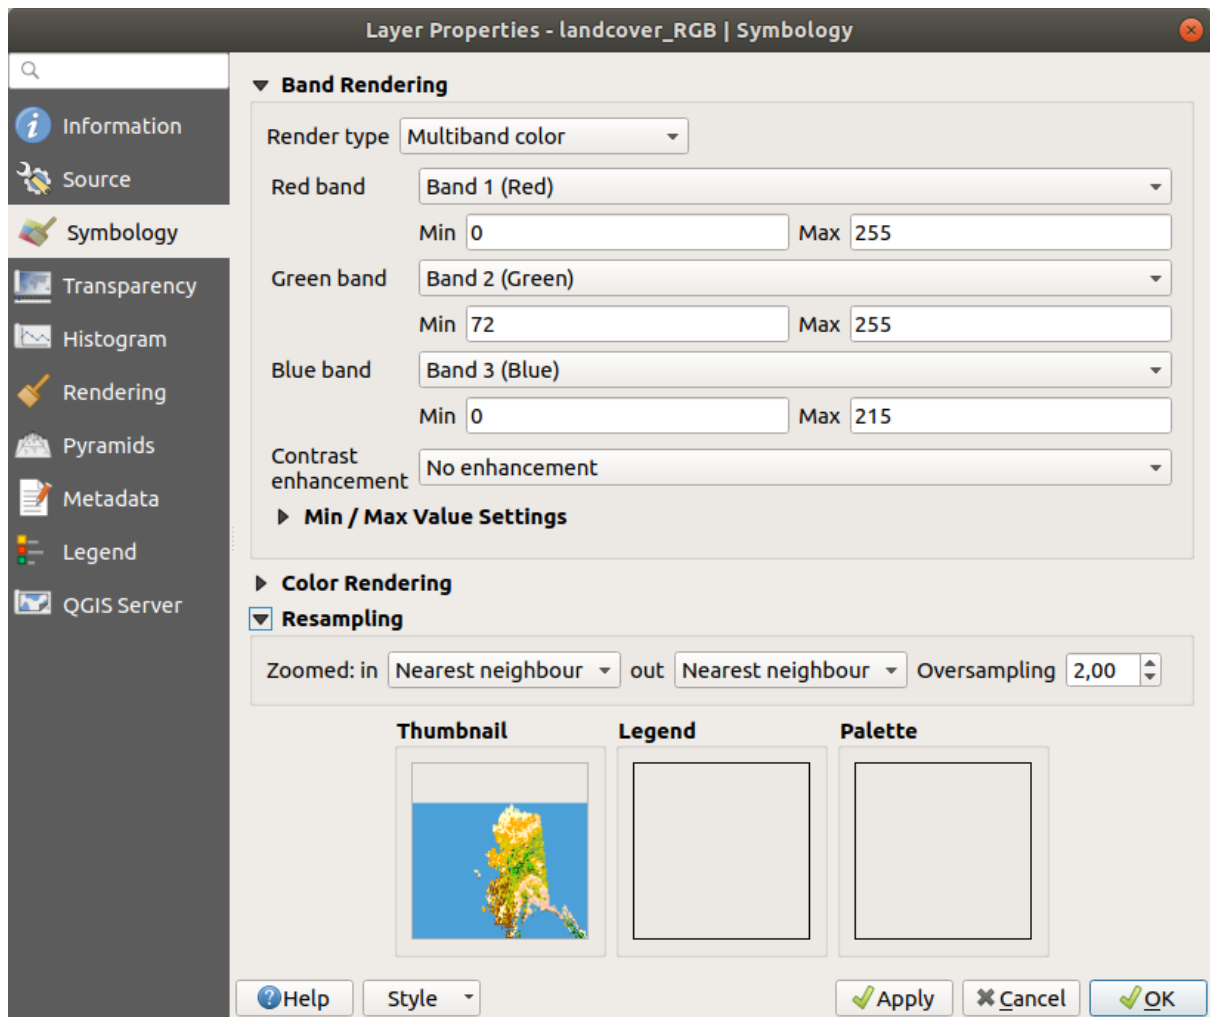 Layer Properties - landcover_RGB | Symbology
Information
Source
Symbology
Transparency
Histogram
Rendering
Pyramids
Metadata
Legend
QGIS Server
Band Rendering
Render type Multiband color
Red band Band 1 (Red)
Min 0 Max 255
Green band Band 2 (Green)
Min 72 Max 255
Blue band Band 3 (Blue)
Min 0 Max 215
Contrast
enhancement No enhancement
Min / Max Value Settings
Color Rendering
Resampling
Zoomed: in Nearest neighbour out Nearest neighbour Oversampling 2,00
Thumbnail Legend Palette
Help Style Apply Cancel OK